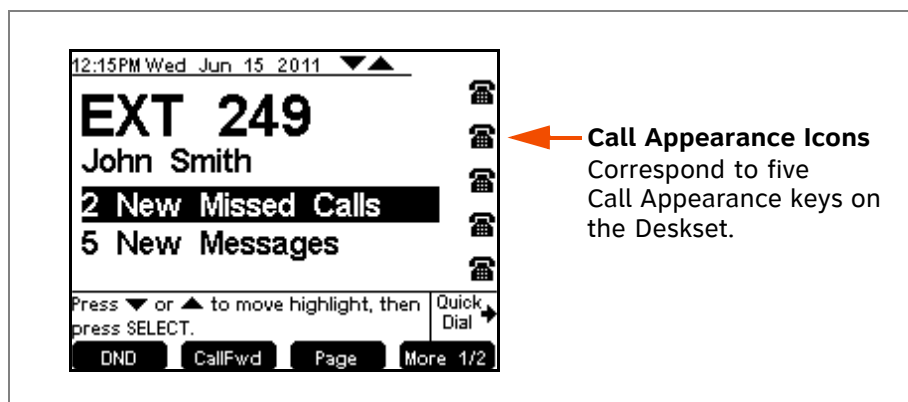 12:15PM Wed Jun 15 2011 ▼▲
EXT 249
John Smith
2 New Missed Calls
5 New Messages
Press ▼ or ▲ to move highlight, then
press SELECT.
Quick
Dial
DND CallFwd Page More 1/2
Call Appearance Icons
Correspond to five
Call Appearance keys on
the Deskset.